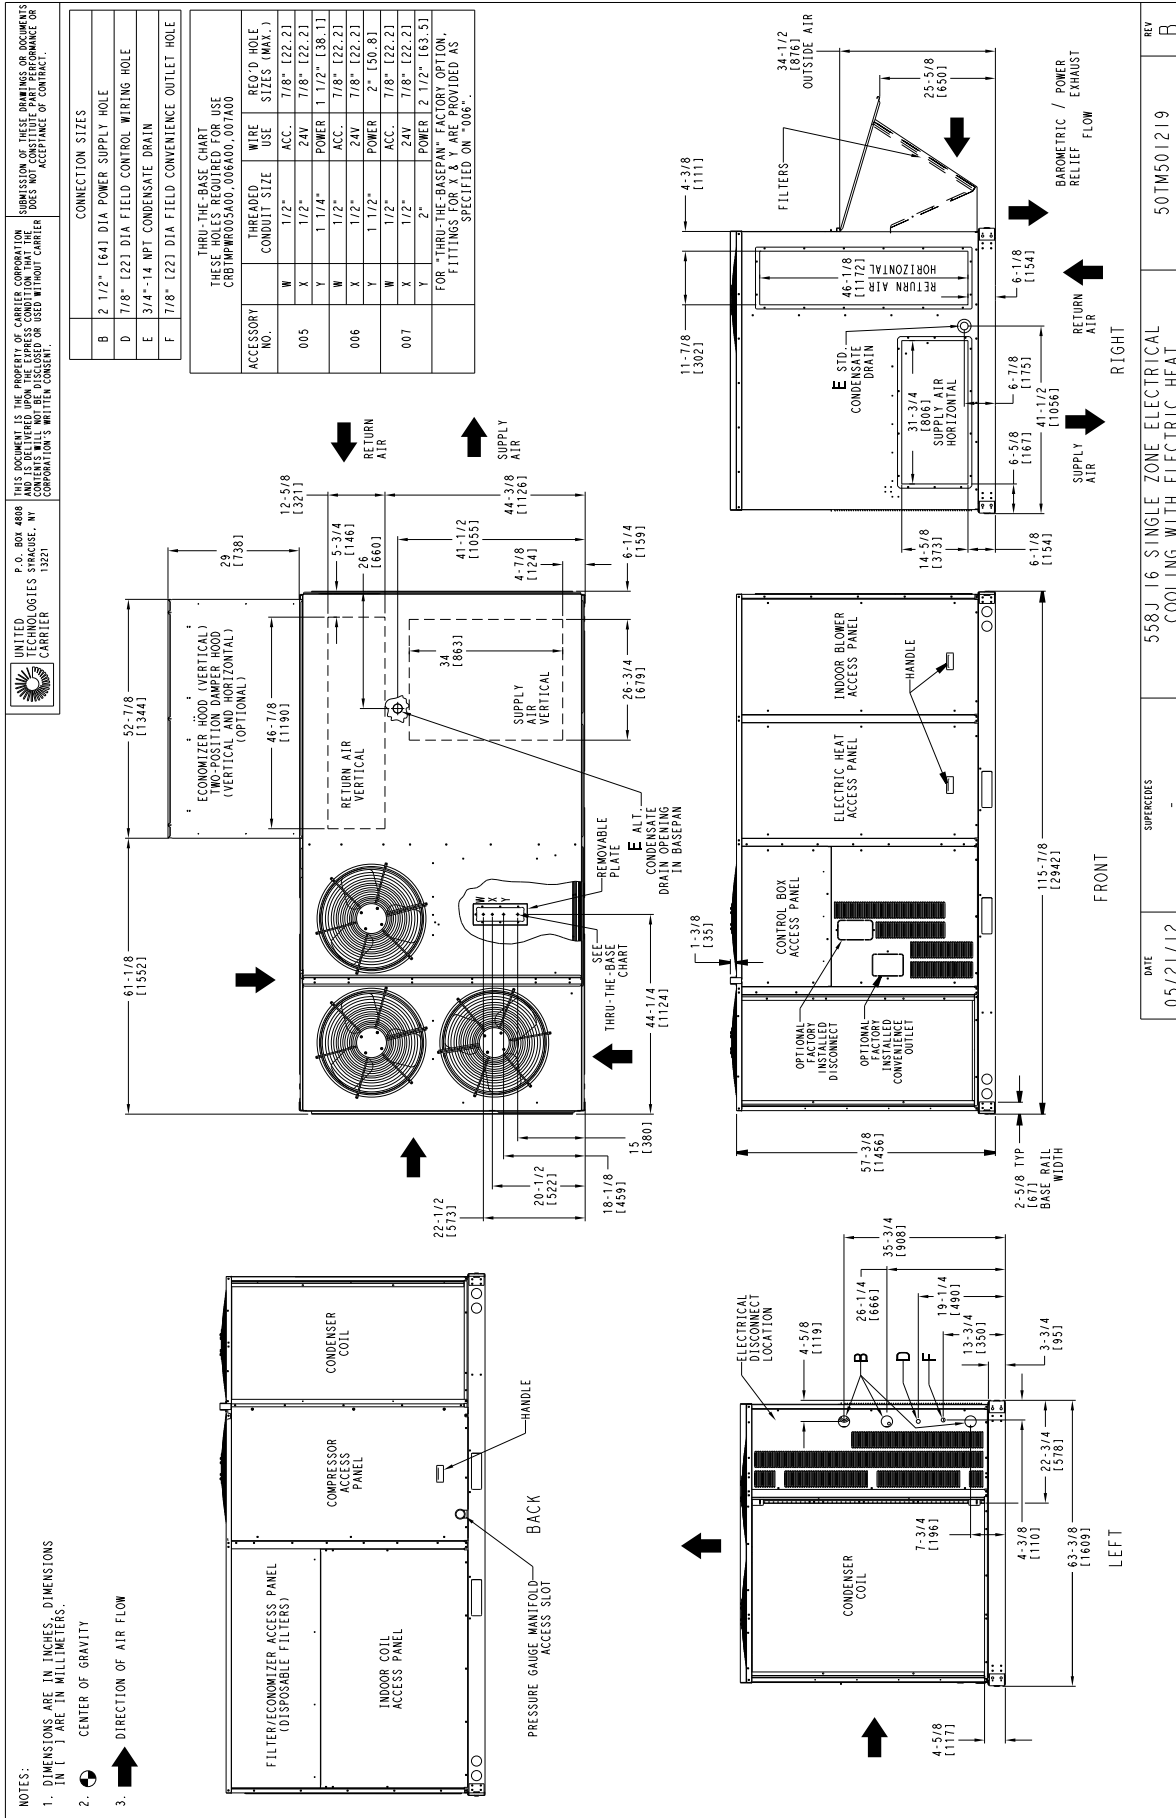 UNITED
TECHNOLOGIES
CARRIER
P.O. BOX 4808
SYRACUSE, NY
13221
THIS DOCUMENT IS THE PROPERTY OF CARRIER CORPORATION
AND IS DELIVERED UPON THE EXPRESS CONDITION THAT THE
CONTENTS WILL NOT BE DISCLOSED OR USED WITHOUT CARRIER
CORPORATION'S WRITTEN CONSENT.
SUBMISSION OF THESE DRAWINGS OR DOCUMENTS
DOES NOT CONSTITUTE PART PERFORMANCE OR
ACCEPTANCE OF CONTRACT.
NOTES:
1. DIMENSIONS ARE IN INCHES, DIMENSIONS
IN [ ] ARE IN MILLIMETERS.
2. CENTER OF GRAVITY
3. DIRECTION OF AIR FLOW
CONNECTION SIZES
B 2 1/2" [64] DIA POWER SUPPLY HOLE
D 7/8" [22] DIA FIELD CONTROL WIRING HOLE
E 3/4"-14 NPT CONDENSATE DRAIN
F 7/8" [22] DIA FIELD CONVENIENCE OUTLET HOLE
THRU-THE-BASE CHART
THESE HOLES REQUIRED FOR USE
CRBTMPWR005A00,006A00,007A00
ACCESSORY NO. THREADED CONDUIT SIZE WIRE USE REQ'D HOLE SIZES (MAX.)
005 W 1/2" ACC. 7/8" [22.2]
X 1/2" 24V 7/8" [22.2]
Y 1 1/4" POWER 1 1/2" [38.1]
006 W 1/2" ACC. 7/8" [22.2]
X 1/2" 24V 7/8" [22.2]
Y 1 1/2" POWER 2" [50.8]
007 W 1/2" ACC. 7/8" [22.2]
X 1/2" 24V 7/8" [22.2]
Y 2" POWER 2 1/2" [63.5]
FOR "THRU-THE-BASEPAN" FACTORY OPTION,
FITTINGS FOR X & Y ARE PROVIDED AS
SPECIFIED ON "006".
FILTER/ECONOMIZER ACCESS PANEL
(DISPOSABLE FILTERS)
INDOOR COIL
ACCESS PANEL
COMPRESSOR
ACCESS
PANEL
CONDENSER
COIL
HANDLE
PRESSURE GAUGE MANIFOLD
ACCESS SLOT
BACK
61-1/8
[1552]
52-7/8
[1344]
29
[738]
ECONOMIZER HOOD (VERTICAL)
TWO-POSITION DAMPER HOOD
(VERTICAL AND HORIZONTAL)
(OPTIONAL)
46-7/8
[1190]
RETURN AIR
VERTICAL
12-5/8
[321]
5-3/4
[146]
26
[660]
34
[863]
SUPPLY
AIR
VERTICAL
26-3/4
[679]
41-1/2
[1055]
44-3/8
[1126]
4-7/8
[124]
6-1/4
[159]
RETURN
AIR
SUPPLY
AIR
W
X
Y
REMOVABLE
PLATE
E ALT.
CONDENSATE
DRAIN OPENING
IN BASEPAN
SEE
THRU-THE-BASE
CHART
44-1/4
[1124]
15
[380]
18-1/8
[459]
20-1/2
[522]
22-1/2
[573]
ELECTRICAL
DISCONNECT
LOCATION
4-5/8
[119]
B
D
F
35-3/4
[908]
26-1/4
[666]
19-1/4
[490]
13-3/4
[350]
3-3/4
[95]
CONDENSER
COIL
7-3/4
[196]
22-3/4
[578]
4-3/8
[110]
63-3/8
[1609]
4-5/8
[117]
LEFT
1-3/8
[35]
CONTROL BOX
ACCESS PANEL
ELECTRIC HEAT
ACCESS PANEL
INDOOR BLOWER
ACCESS PANEL
HANDLE
OPTIONAL
FACTORY
INSTALLED
DISCONNECT
OPTIONAL
FACTORY
INSTALLED
CONVENIENCE
OUTLET
57-3/8
[1456]
2-5/8 TYP
[67]
BASE RAIL
WIDTH
115-7/8
[2942]
FRONT
11-7/8
[302]
4-3/8
[111]
FILTERS
34-1/2
[876]
OUTSIDE AIR
25-5/8
[650]
BAROMETRIC / POWER
RELIEF FLOW EXHAUST
46-1/8
[1172]
RETURN AIR
HORIZONTAL
E STD.
CONDENSATE
DRAIN
31-3/4
[806]
SUPPLY AIR
HORIZONTAL
14-5/8
[373]
6-1/8
[154]
6-5/8
[167]
6-7/8
[175]
41-1/2
[1056]
6-1/8
[154]
SUPPLY
AIR
RETURN
AIR
RIGHT
DATE
05/21/12
SUPERCEDES
-
558J 16 SINGLE ZONE ELECTRICAL
COOLING WITH ELECTRIC HEAT
50TM501219
REV
B